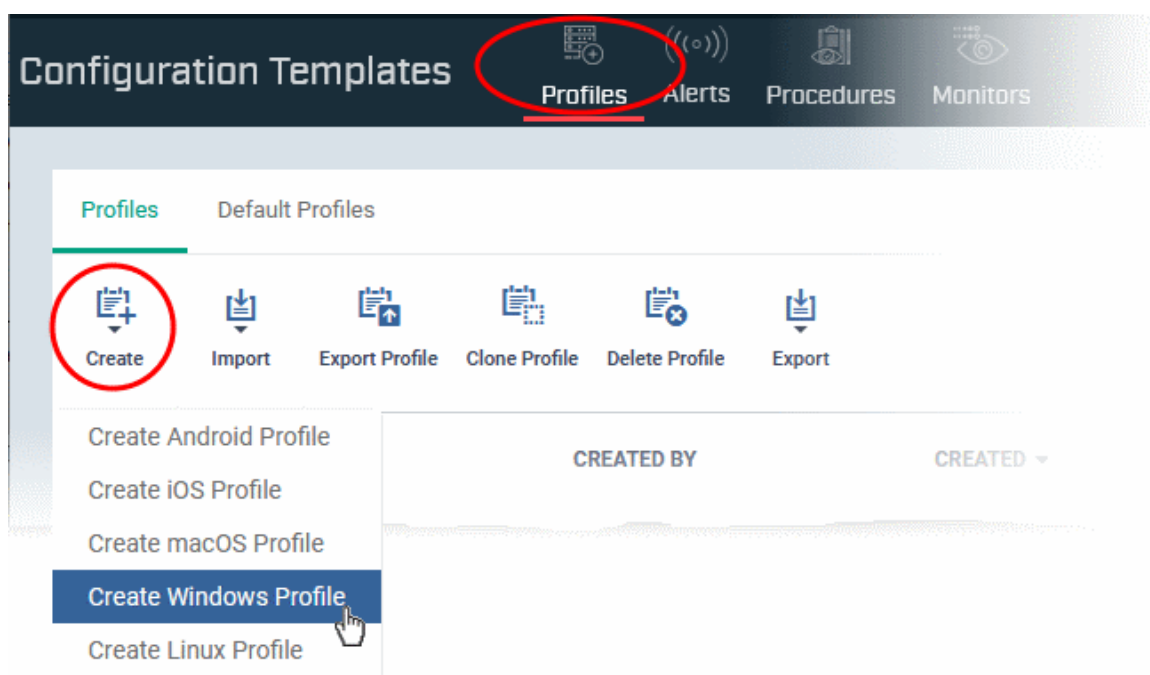 Configuration Templates
Profiles Alerts Procedures Monitors
Profiles Default Profiles
Create Import Export Profile Clone Profile Delete Profile Export
Create Android Profile
CREATED BY CREATED
Create iOS Profile
Create macOS Profile
Create Windows Profile
Create Linux Profile